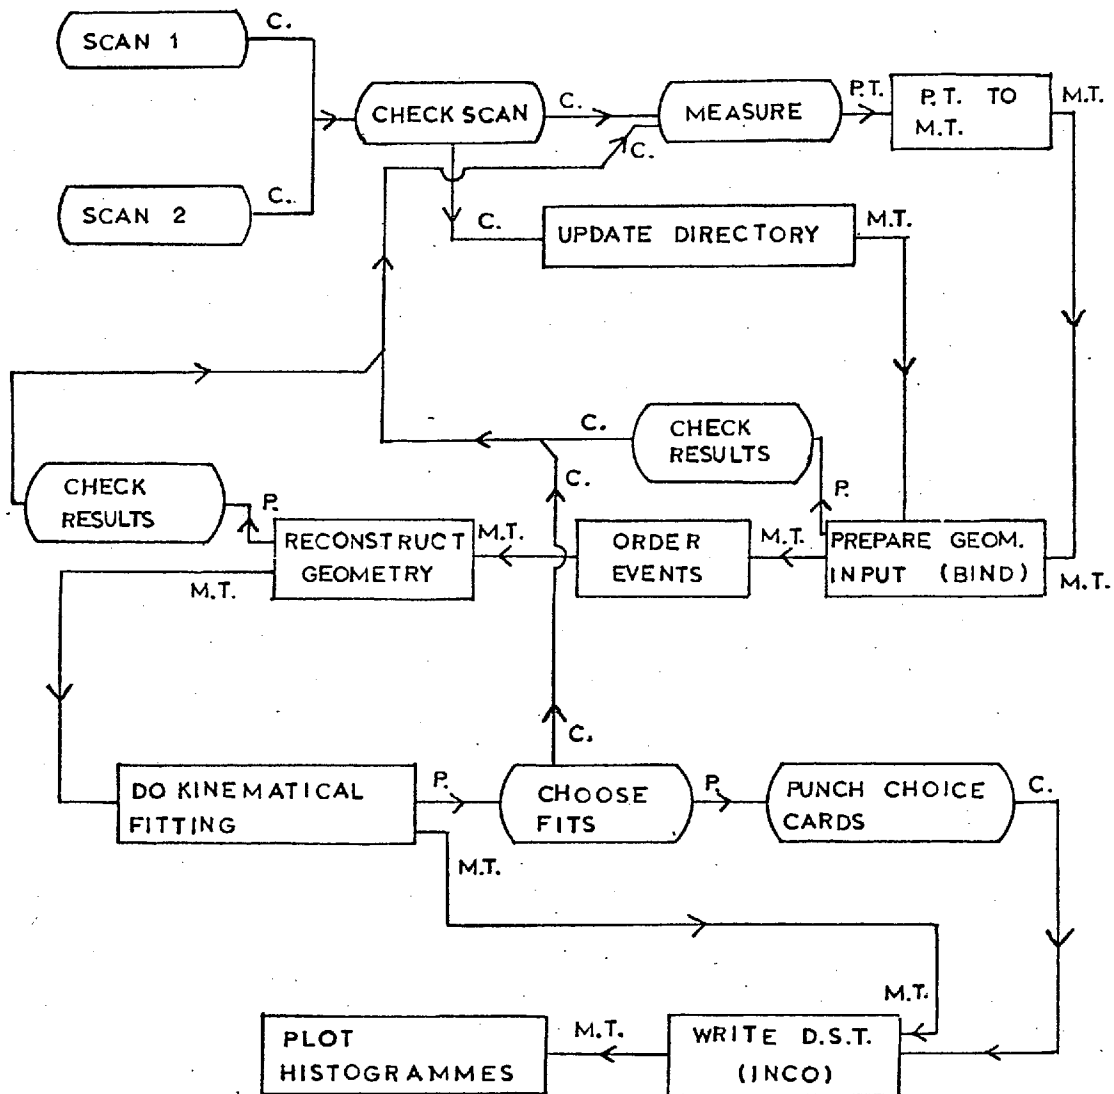 C.
SCAN 1
C.
P.T.
P.T. TO
M.T.
M.T.
CHECK SCAN
MEASURE
C.
C.
SCAN 2
C.
UPDATE DIRECTORY
M.T.
C.
CHECK
RESULTS
CHECK
RESULTS
C.
P.
P.
RECONSTRUCT
GEOMETRY
M.T.
ORDER
EVENTS
M.T.
PREPARE GEOM.
INPUT (BIND)
M.T.
M.T.
C.
DO KINEMATICAL
FITTING
P.
CHOOSE
FITS
P.
PUNCH CHOICE
CARDS
C.
M.T.
M.T.
PLOT
HISTOGRAMMES
M.T.
WRITE D.S.T.
(INCO)